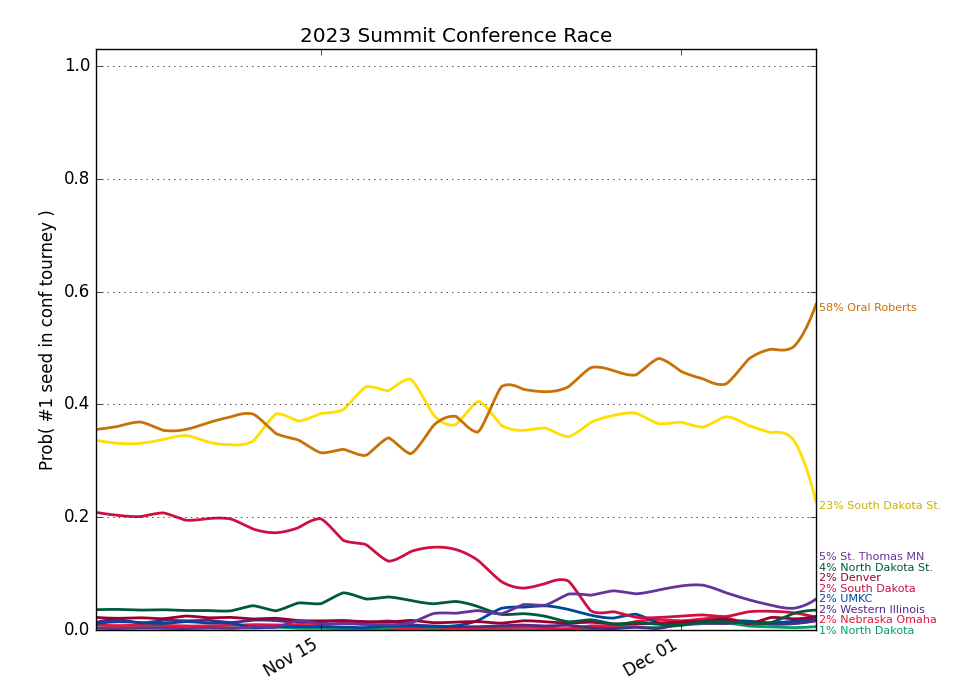 2023 Summit Conference Race
Prob( #1 seed in conf tourney )
1.0
0.8
0.6
0.4
0.2
0.0
Nov 15
Dec 01
58% Oral Roberts
23% South Dakota St.
5% St. Thomas MN
4% North Dakota St.
2% Denver
2% South Dakota
2% UMKC
2% Western Illinois
2% Nebraska Omaha
1% North Dakota